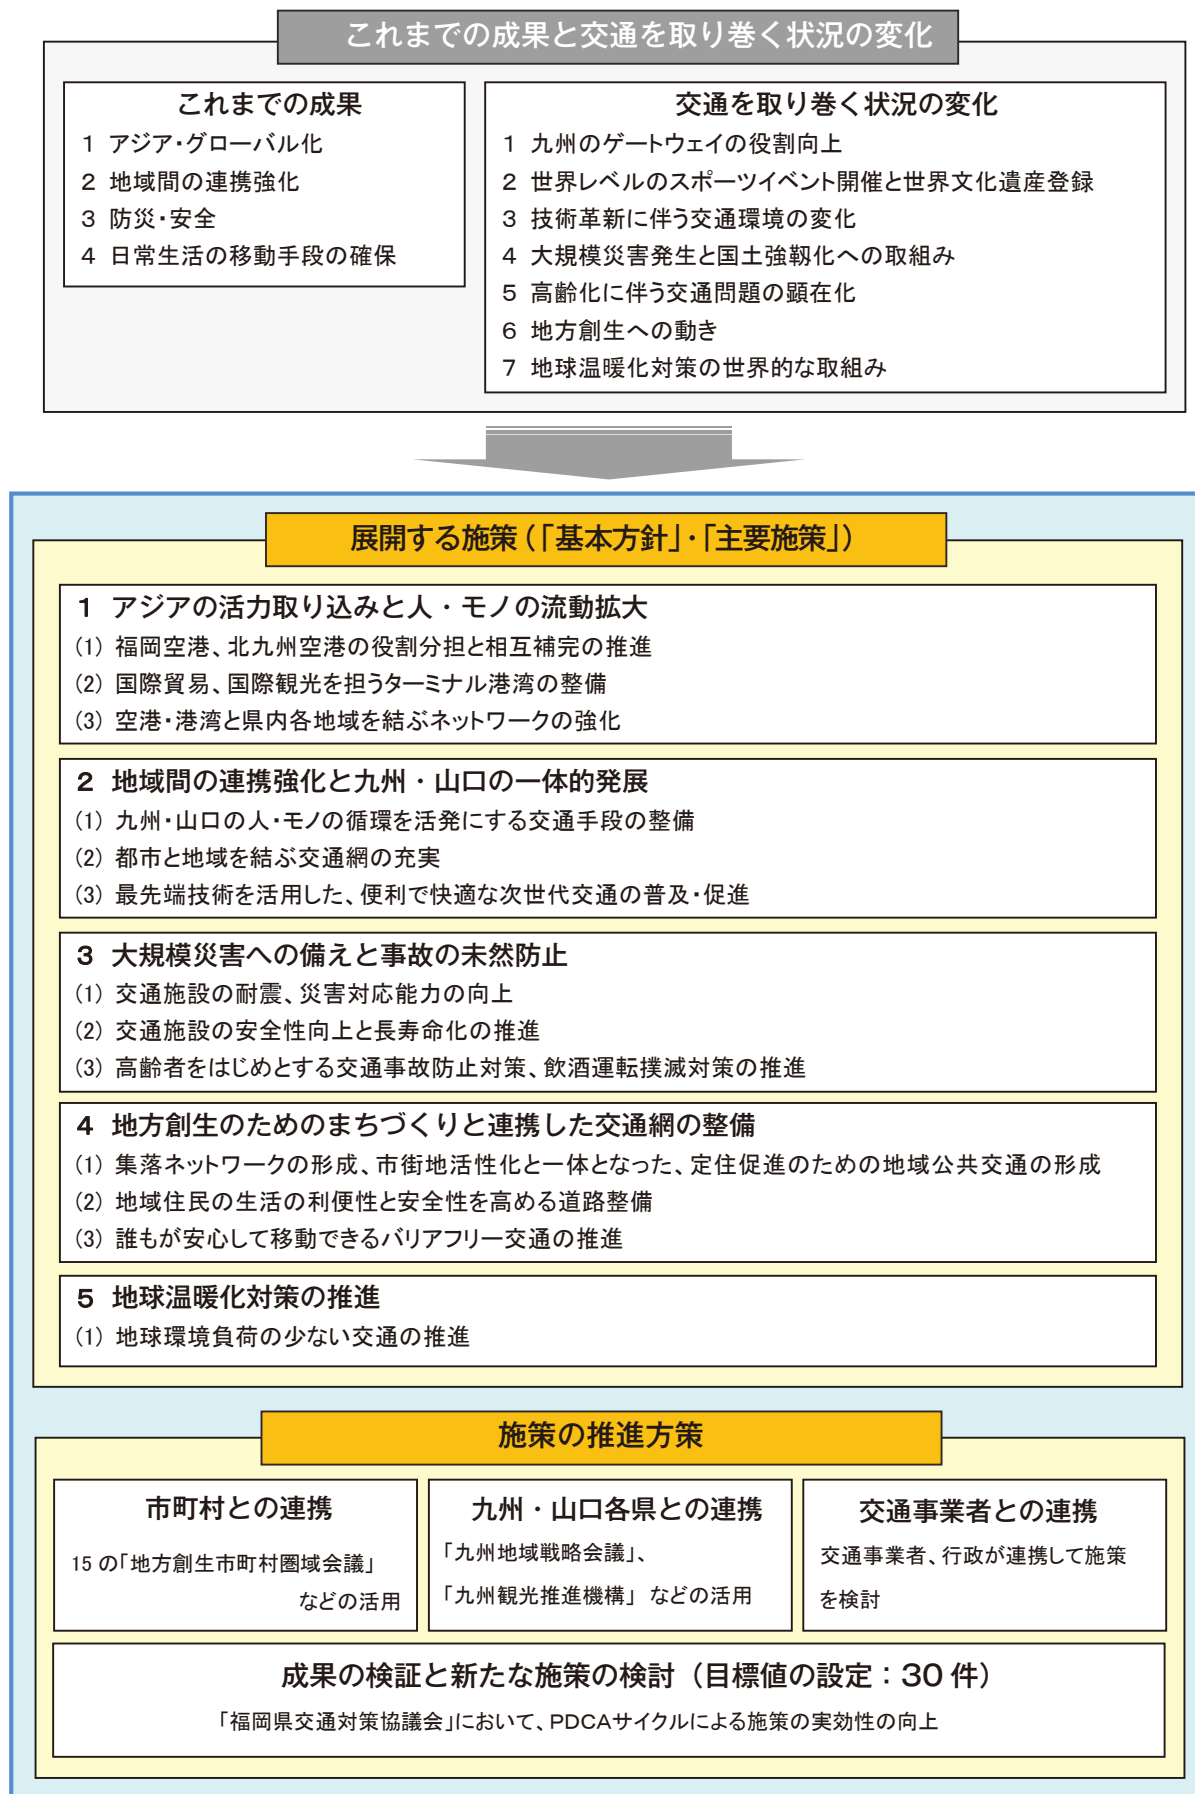 これまでの成果と交通を取り巻く状況の変化
これまでの成果
1 アジア・グローバル化
2 地域間の連携強化
3 防災・安全
4 日常生活の移動手段の確保
交通を取り巻く状況の変化
1 九州のゲートウェイの役割向上
2 世界レベルのスポーツイベント開催と世界文化遺産登録
3 技術革新に伴う交通環境の変化
4 大規模災害発生と国土強靱化への取組み
5 高齢化に伴う交通問題の顕在化
6 地方創生への動き
7 地球温暖化対策の世界的な取組み
展開する施策（「基本方針」・「主要施策」）
1 アジアの活力取り込みと人・モノの流動拡大
(1) 福岡空港、北九州空港の役割分担と相互補完の推進
(2) 国際貿易、国際観光を担うターミナル港湾の整備
(3) 空港・港湾と県内各地域を結ぶネットワークの強化
2 地域間の連携強化と九州・山口の一体的発展
(1) 九州・山口の人・モノの循環を活発にする交通手段の整備
(2) 都市と地域を結ぶ交通網の充実
(3) 最先端技術を活用した、便利で快適な次世代交通の普及・促進
3 大規模災害への備えと事故の未然防止
(1) 交通施設の耐震、災害対応能力の向上
(2) 交通施設の安全性向上と長寿命化の推進
(3) 高齢者をはじめとする交通事故防止対策、飲酒運転撲滅対策の推進
4 地方創生のためのまちづくりと連携した交通網の整備
(1) 集落ネットワークの形成、市街地活性化と一体となった、定住促進のための地域公共交通の形成
(2) 地域住民の生活の利便性と安全性を高める道路整備
(3) 誰もが安心して移動できるバリアフリー交通の推進
5 地球温暖化対策の推進
(1) 地球環境負荷の少ない交通の推進
施策の推進方策
市町村との連携
15の「地方創生市町村圏域会議」
などの活用
九州・山口各県との連携
「九州地域戦略会議」、
「九州観光推進機構」 などの活用
交通事業者との連携
交通事業者、行政が連携して施策
を検討
成果の検証と新たな施策の検討（目標値の設定：30件）
「福岡県交通対策協議会」において、PDCAサイクルによる施策の実効性の向上